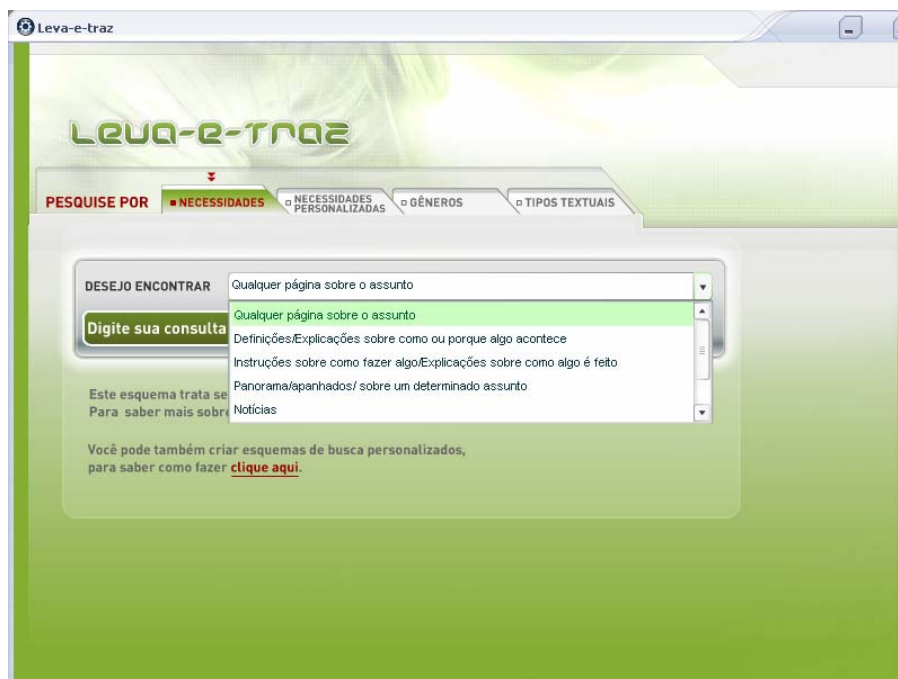 Leva-e-traz
Leva-e-Traz
PESQUISE POR
NECESSIDADES
NECESSIDADES
PERSONALIZADAS
GÊNEROS
TIPOS TEXTUAIS
DESEJO ENCONTRAR
Qualquer página sobre o assunto
Digite sua consulta
Qualquer página sobre o assunto
Definições/Explicações sobre como ou porque algo acontece
Instruções sobre como fazer algo/Explicações sobre como algo é feito
Panorama/apanhados/ sobre um determinado assunto
Notícias
Este esquema trata se
Para saber mais sobre
Você pode também criar esquemas de busca personalizados,
para saber como fazer clique aqui.